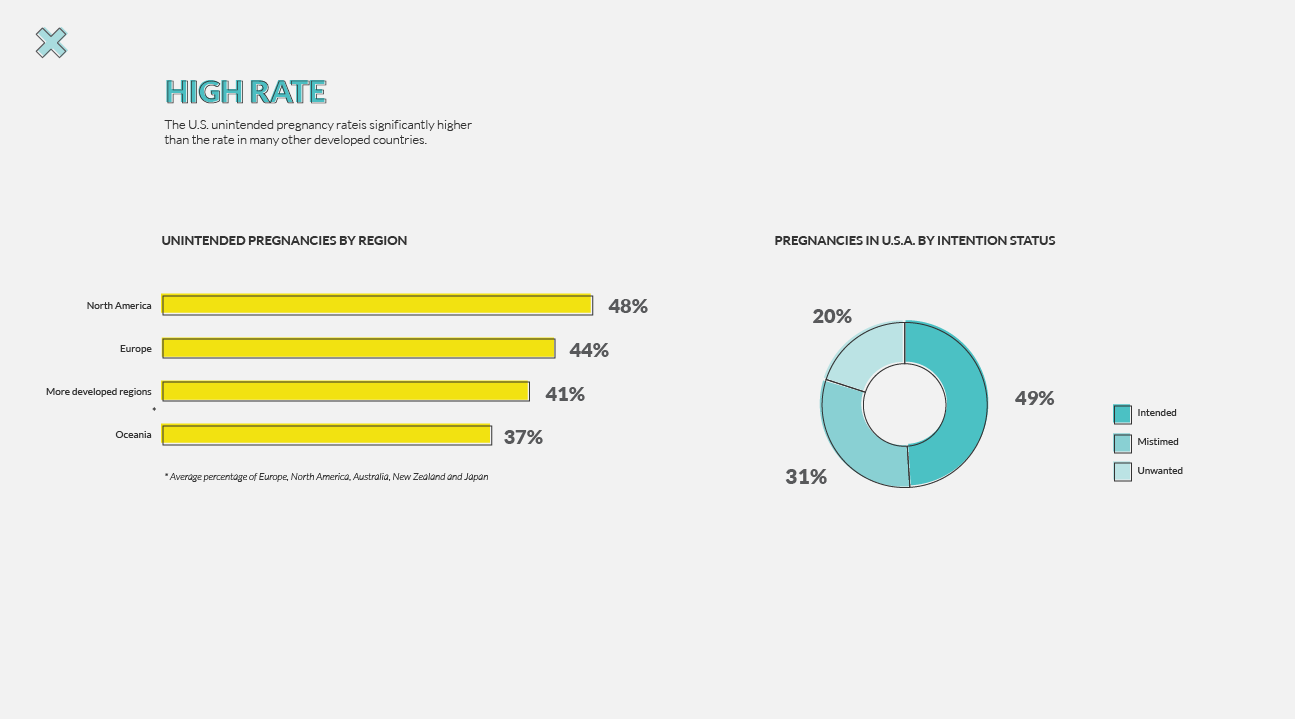 HIGH RATE
The U.S. unintended pregnancy rateis significantly higher
than the rate in many other developed countries.
UNINTENDED PREGNANCIES BY REGION
North America 48%
Europe 44%
More developed regions 41%
*
Oceania 37%
* Average percentage of Europe, North America, Australia, New Zealand and Japan
PREGNANCIES IN U.S.A. BY INTENTION STATUS
20%
49%
31%
Intended
Mistimed
Unwanted